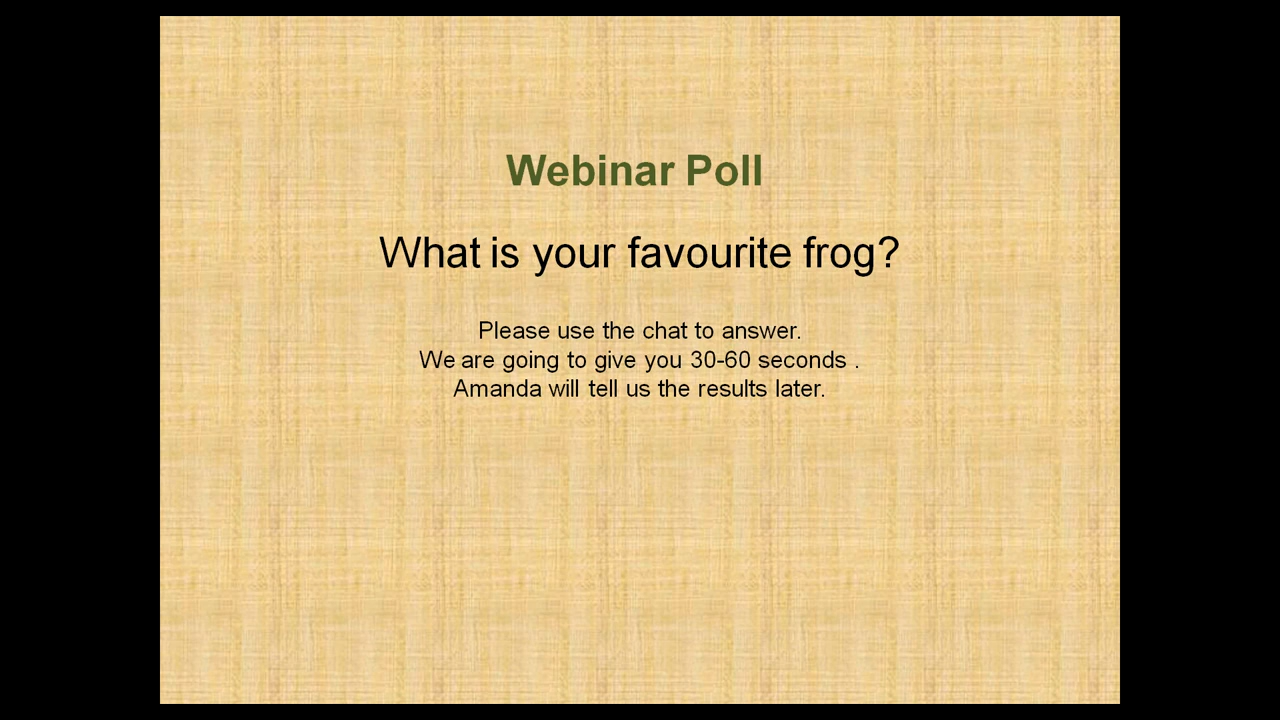 Webinar Poll
What is your favourite frog?
Please use the chat to answer.
We are going to give you 30-60 seconds .
Amanda will tell us the results later.